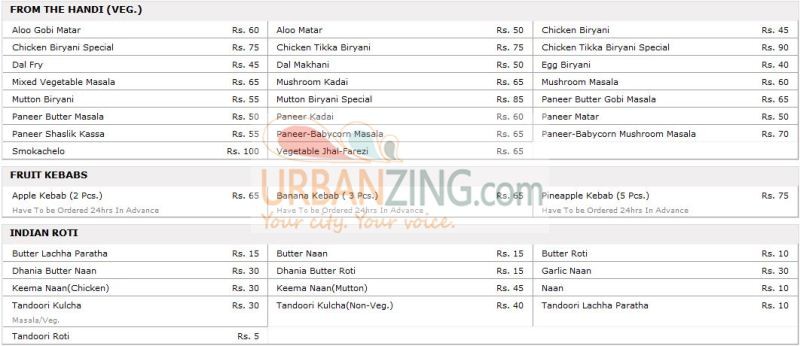 FROM THE HANDI (VEG.)
Aloo Gobi Matar Rs. 60 Aloo Matar Rs. 50 Chicken Biryani Rs. 45
Chicken Biryani Special Rs. 75 Chicken Tikka Biryani Rs. 75 Chicken Tikka Biryani Special Rs. 90
Dal Fry Rs. 45 Dal Makhani Rs. 50 Egg Biryani Rs. 40
Mixed Vegetable Masala Rs. 65 Mushroom Kadai Rs. 65 Mushroom Masala Rs. 60
Mutton Biryani Rs. 55 Mutton Biryani Special Rs. 85 Paneer Butter Gobi Masala Rs. 65
Paneer Butter Masala Rs. 50 Paneer Kadai Rs. 60 Paneer Matar Rs. 50
Paneer Shaslik Kassa Rs. 55 Paneer-Babycorn Masala Rs. 65 Paneer-Babycorn Mushroom Masala Rs. 70
Smokachelo Rs. 100 Vegetable Jhal-Farezi Rs. 65
FRUIT KEBABS
Apple Kebab (2 Pcs.) Rs. 65 Banana Kebab ( 3 Pcs.) Rs. 65 Pineapple Kebab (5 Pcs.) Rs. 75
Have To be Ordered 24hrs In Advance Have To be Ordered 24hrs In Advance Have To be Ordered 24hrs In Advance
URBANZING.com
Your city. Your voice.
INDIAN ROTI
Butter Lachha Paratha Rs. 15 Butter Naan Rs. 15 Butter Roti Rs. 10
Dhania Butter Naan Rs. 30 Dhania Butter Roti Rs. 15 Garlic Naan Rs. 30
Keema Naan(Chicken) Rs. 30 Keema Naan(Mutton) Rs. 45 Naan Rs. 10
Tandoori Kulcha Rs. 30 Tandoori Kulcha(Non-Veg.) Rs. 40 Tandoori Lachha Paratha Rs. 10
Masala/Veg.
Tandoori Roti Rs. 5